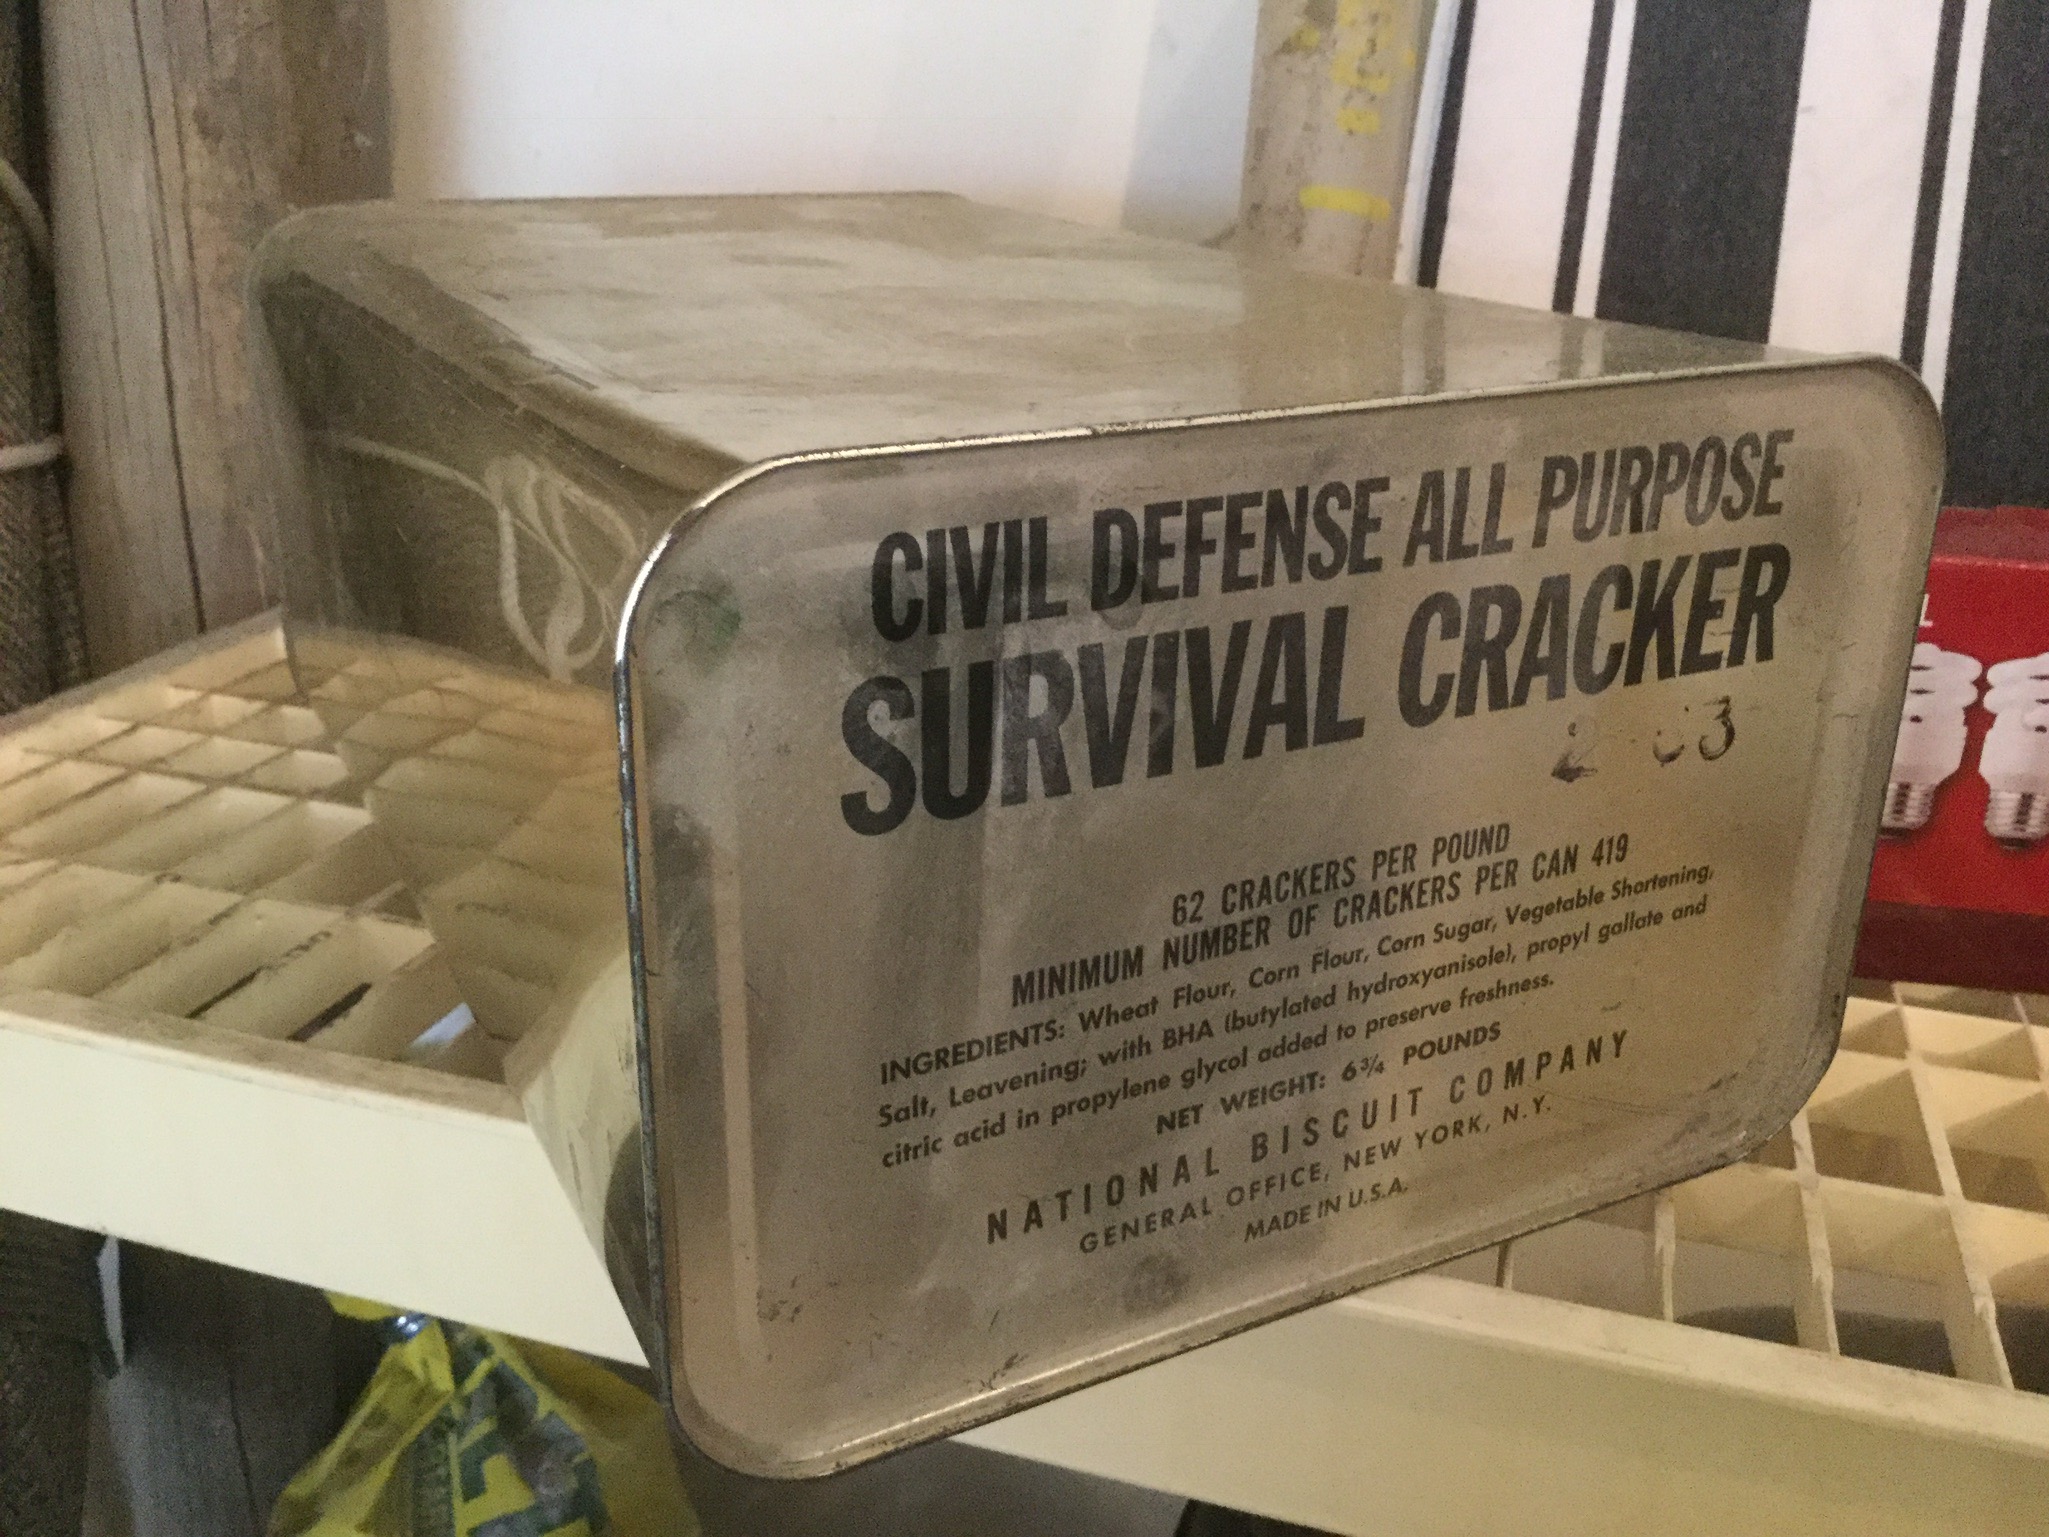 CIVIL DEFENSE ALL PURPOSE
SURVIVAL CRACKER
62 CRACKERS PER POUND
MINIMUM NUMBER OF CRACKERS PER CAN 419
INGREDIENTS: Wheat Flour, Corn Flour, Corn Sugar, Vegetable Shortening,
Salt, Leavening; with BHA (butylated hydroxyanisole), propyl gallate and
citric acid in propylene glycol added to preserve freshness.
NET WEIGHT: 6¾ POUNDS
NATIONAL BISCUIT COMPANY
GENERAL OFFICE, NEW YORK, N.Y.
MADE IN U.S.A.